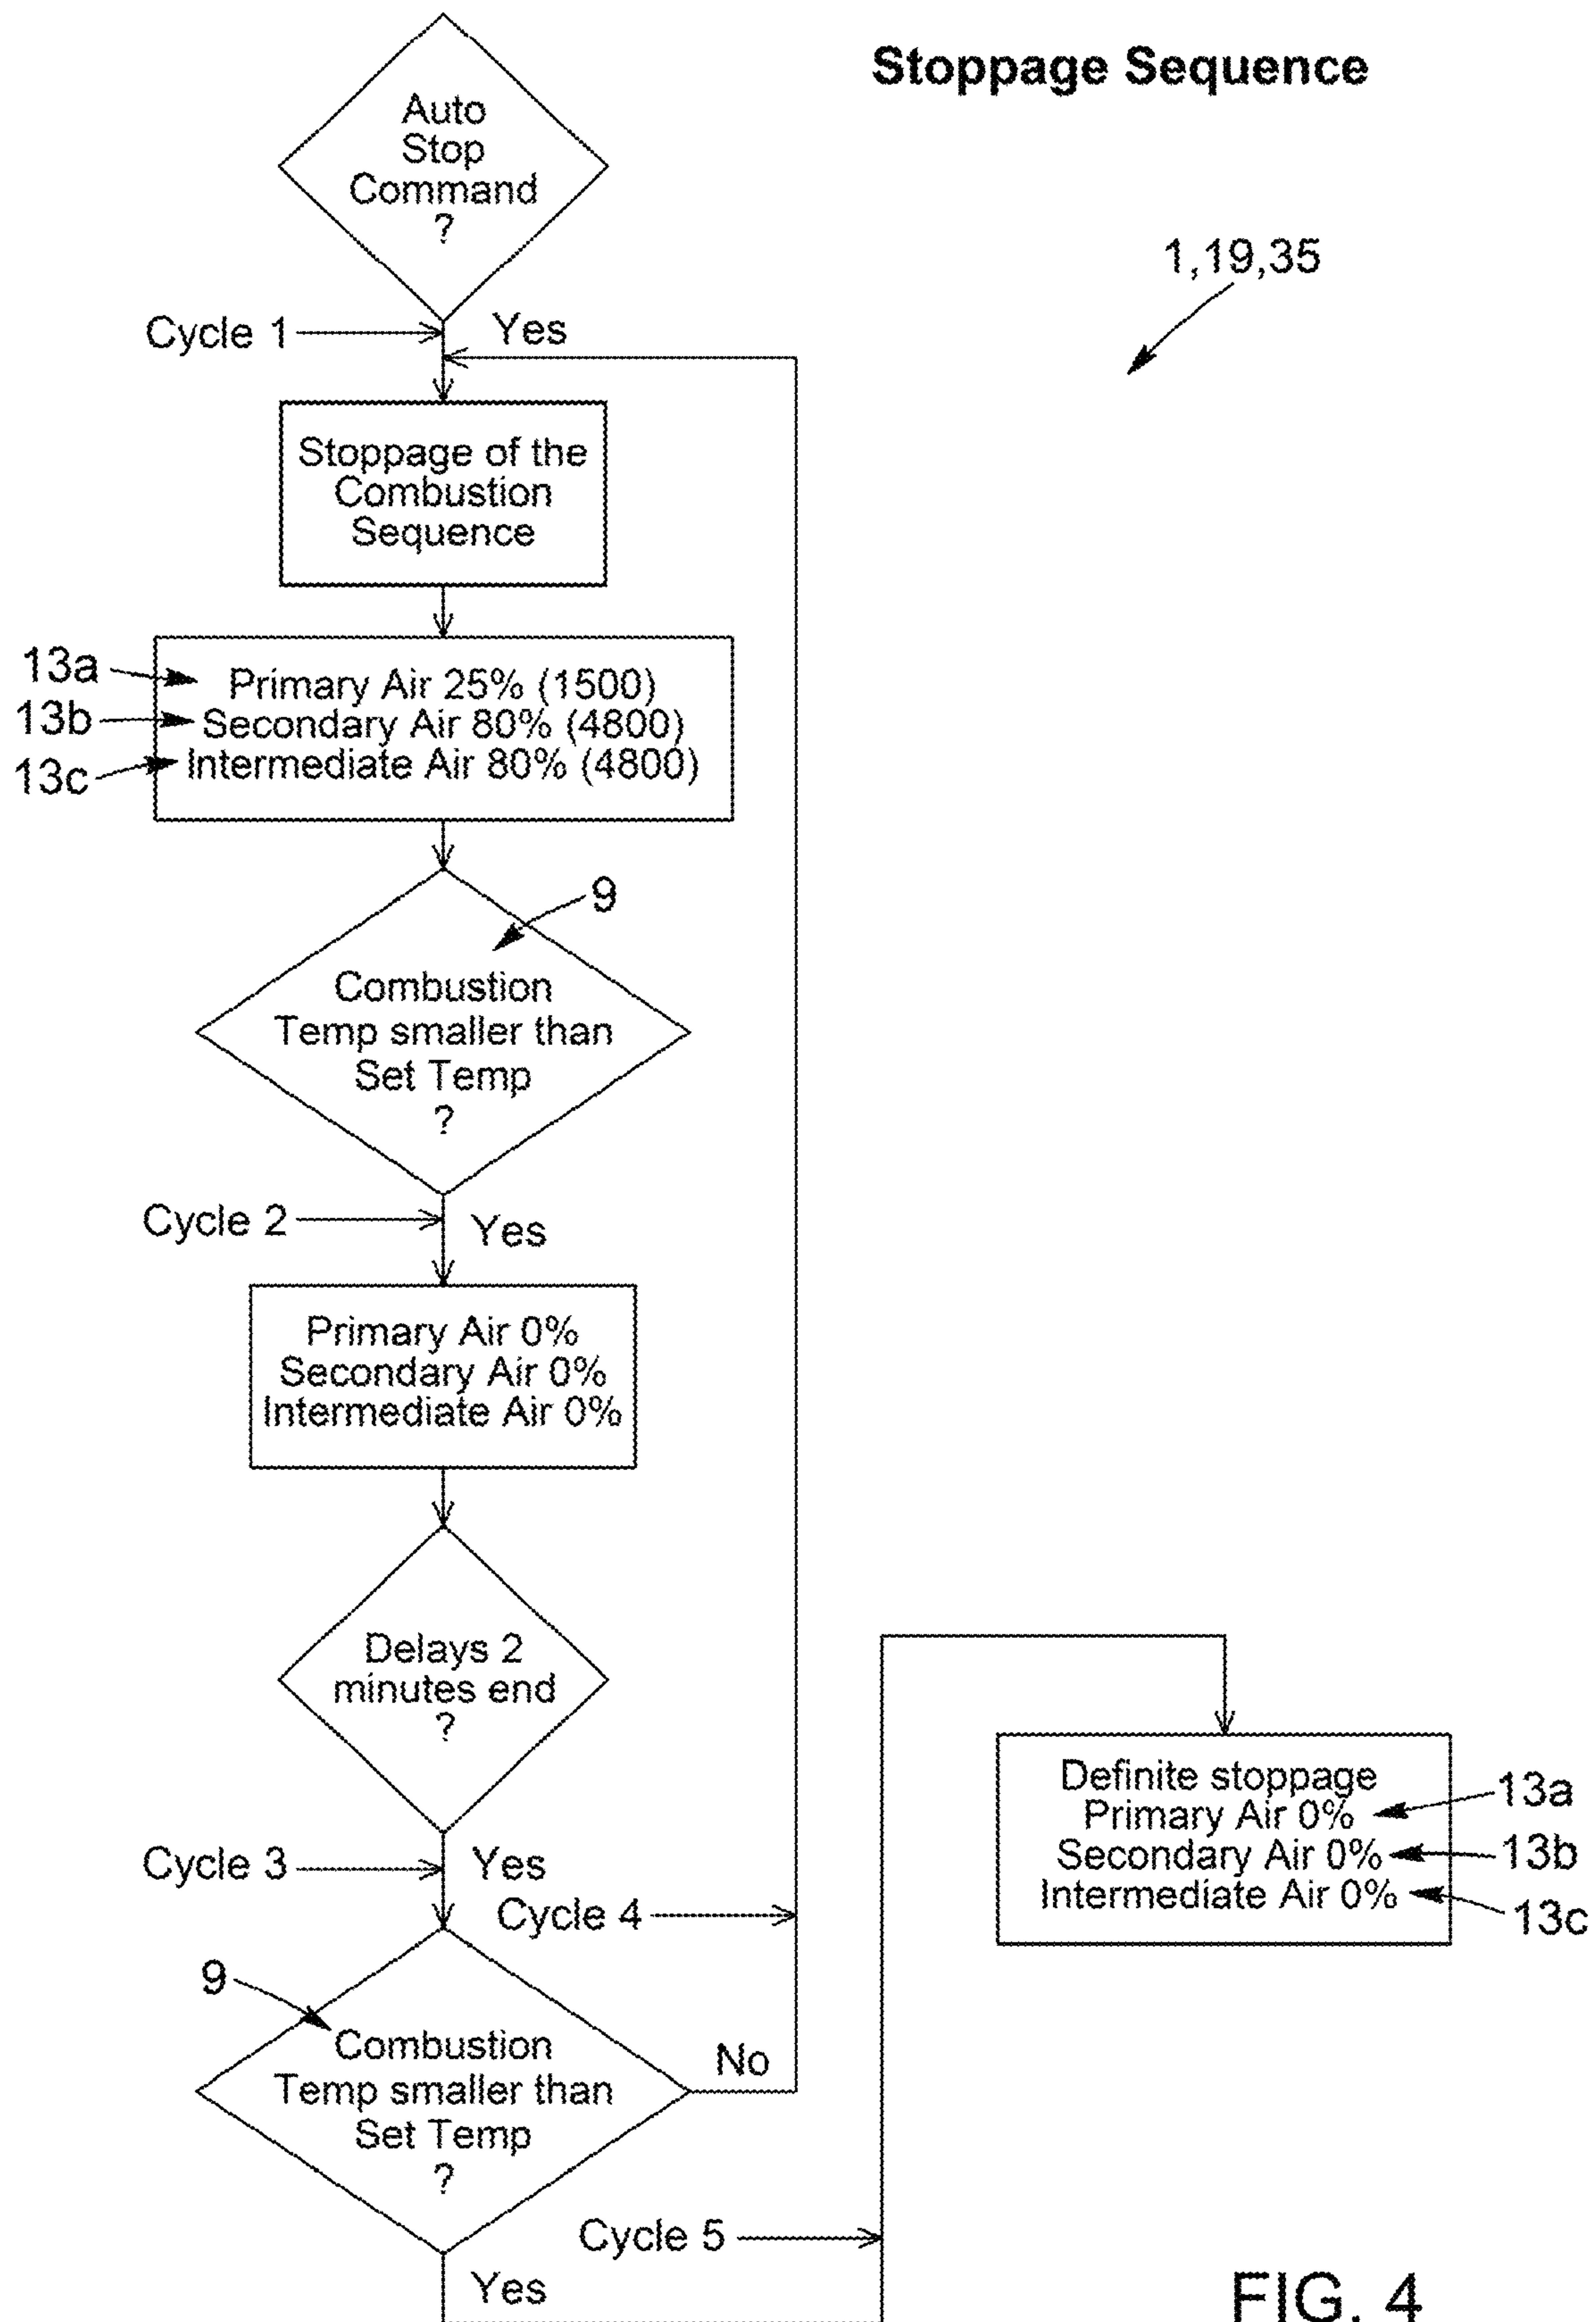 Stoppage Sequence
Auto
Stop
Command
?
1,19,35
Cycle 1
Yes
Stoppage of the
Combustion
Sequence
13a
Primary Air 25% (1500)
13b
Secondary Air 80% (4800)
13c
Intermediate Air 80% (4800)
9
Combustion
Temp smaller than
Set Temp
?
Cycle 2
Yes
Primary Air 0%
Secondary Air 0%
Intermediate Air 0%
Delays 2
minutes end
?
Cycle 3
Yes
Cycle 4
9
Combustion
Temp smaller than
Set Temp
?
No
Cycle 5
Yes
Definite stoppage
Primary Air 0%
13a
Secondary Air 0%
13b
Intermediate Air 0%
13c
FIG. 4